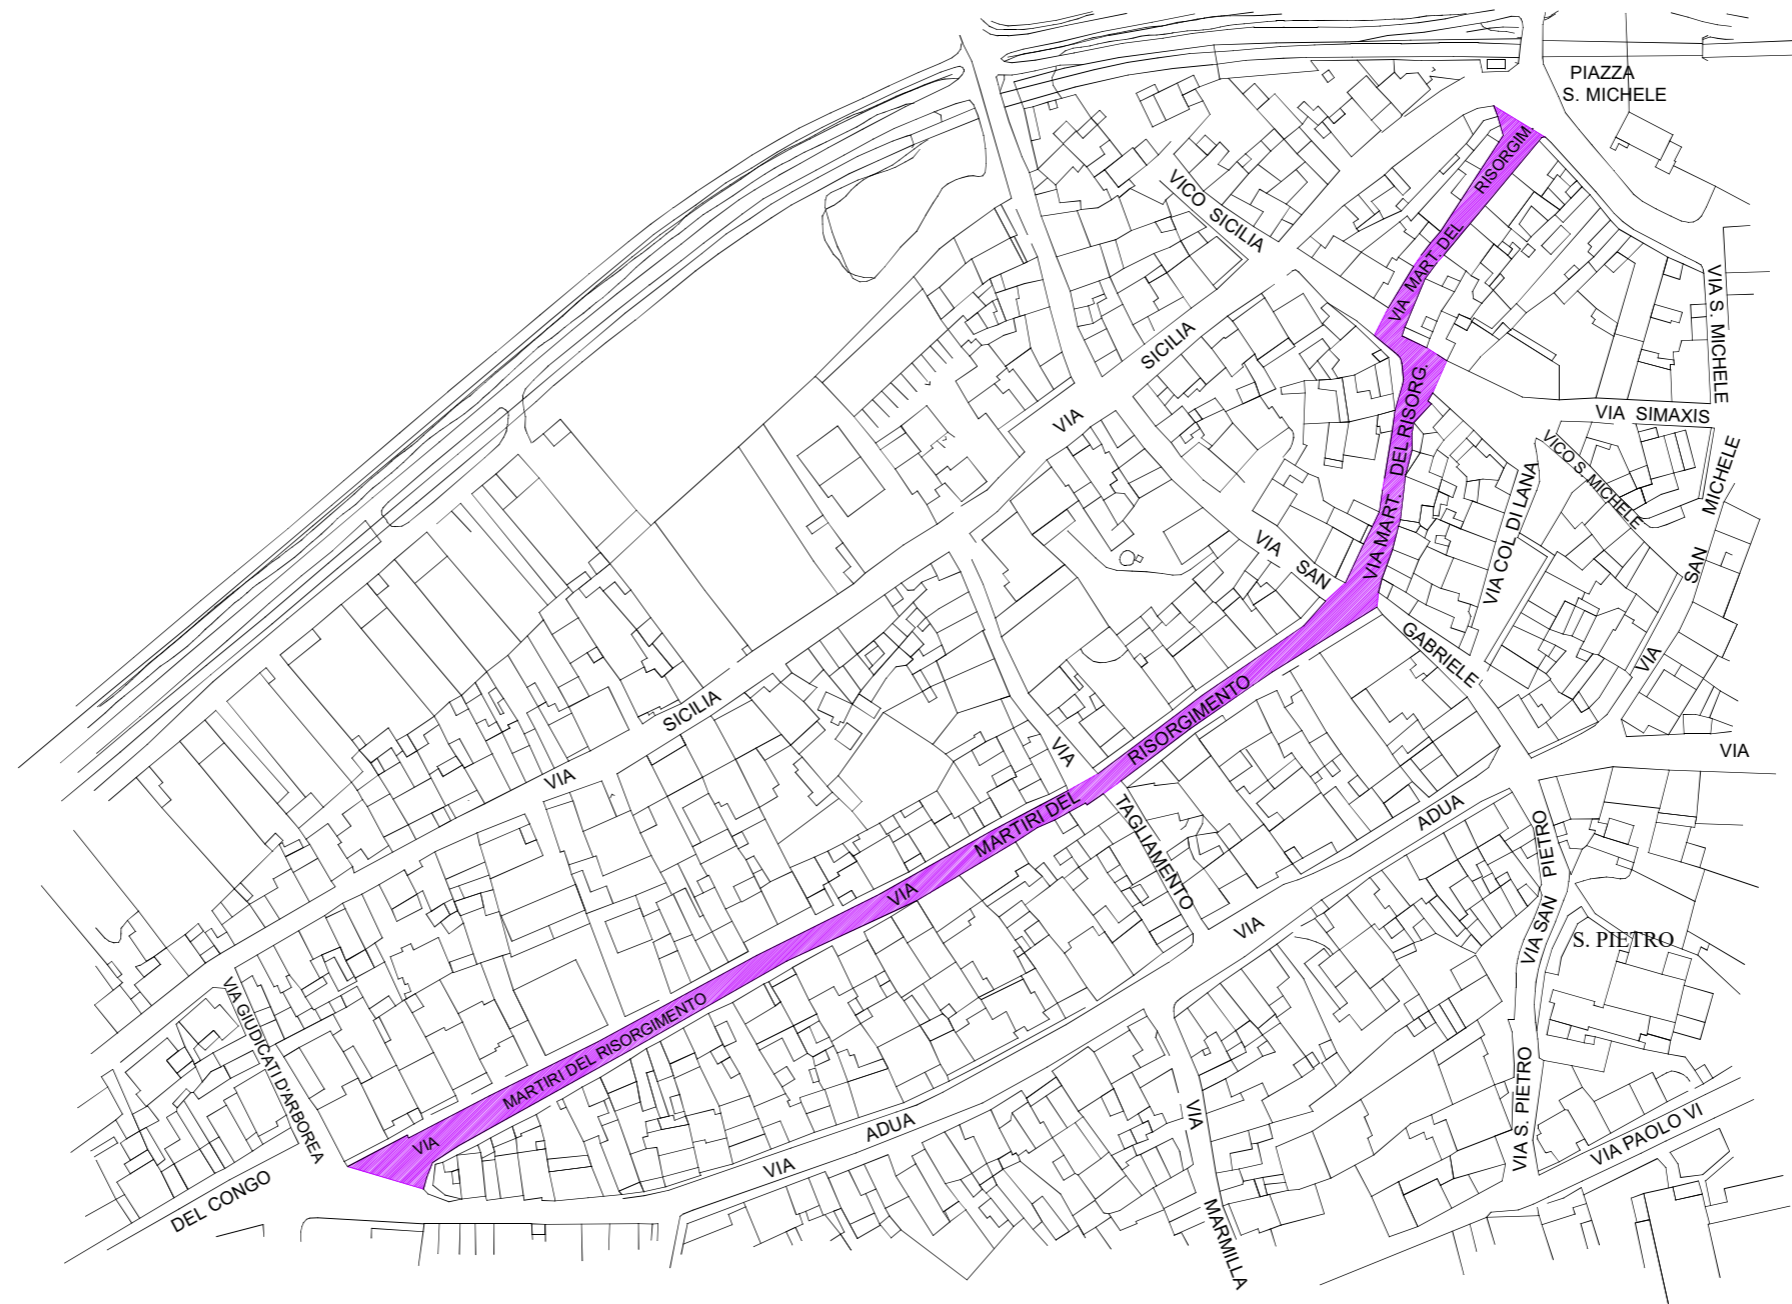 PIAZZA
S. MICHELE
RISORGIM.
VIA MART. DEL
VICO SICILIA
VIA S. MICHELE
SICILIA
VIA
VIA MART. DEL RISORG.
VIA SIMAXIS
VICO S. MICHELE
MICHELE
SAN
VIA
VIA COL DI LANA
VIA SAN
GABRIELE
VIA
RISORGIMENTO
SICILIA
VIA
VIA
TAGLIAMENTO
MARTIRI DEL
VIA
ADUA
VIA
VIA SAN PIETRO
S. PIETRO
MARTIRI DEL RISORGIMENTO
VIA
VIA GIUDICATI D'ARBOREA
DEL CONGO
ADUA
VIA
VIA
MARMILLA
VIA S. PIETRO
VIA PAOLO VI